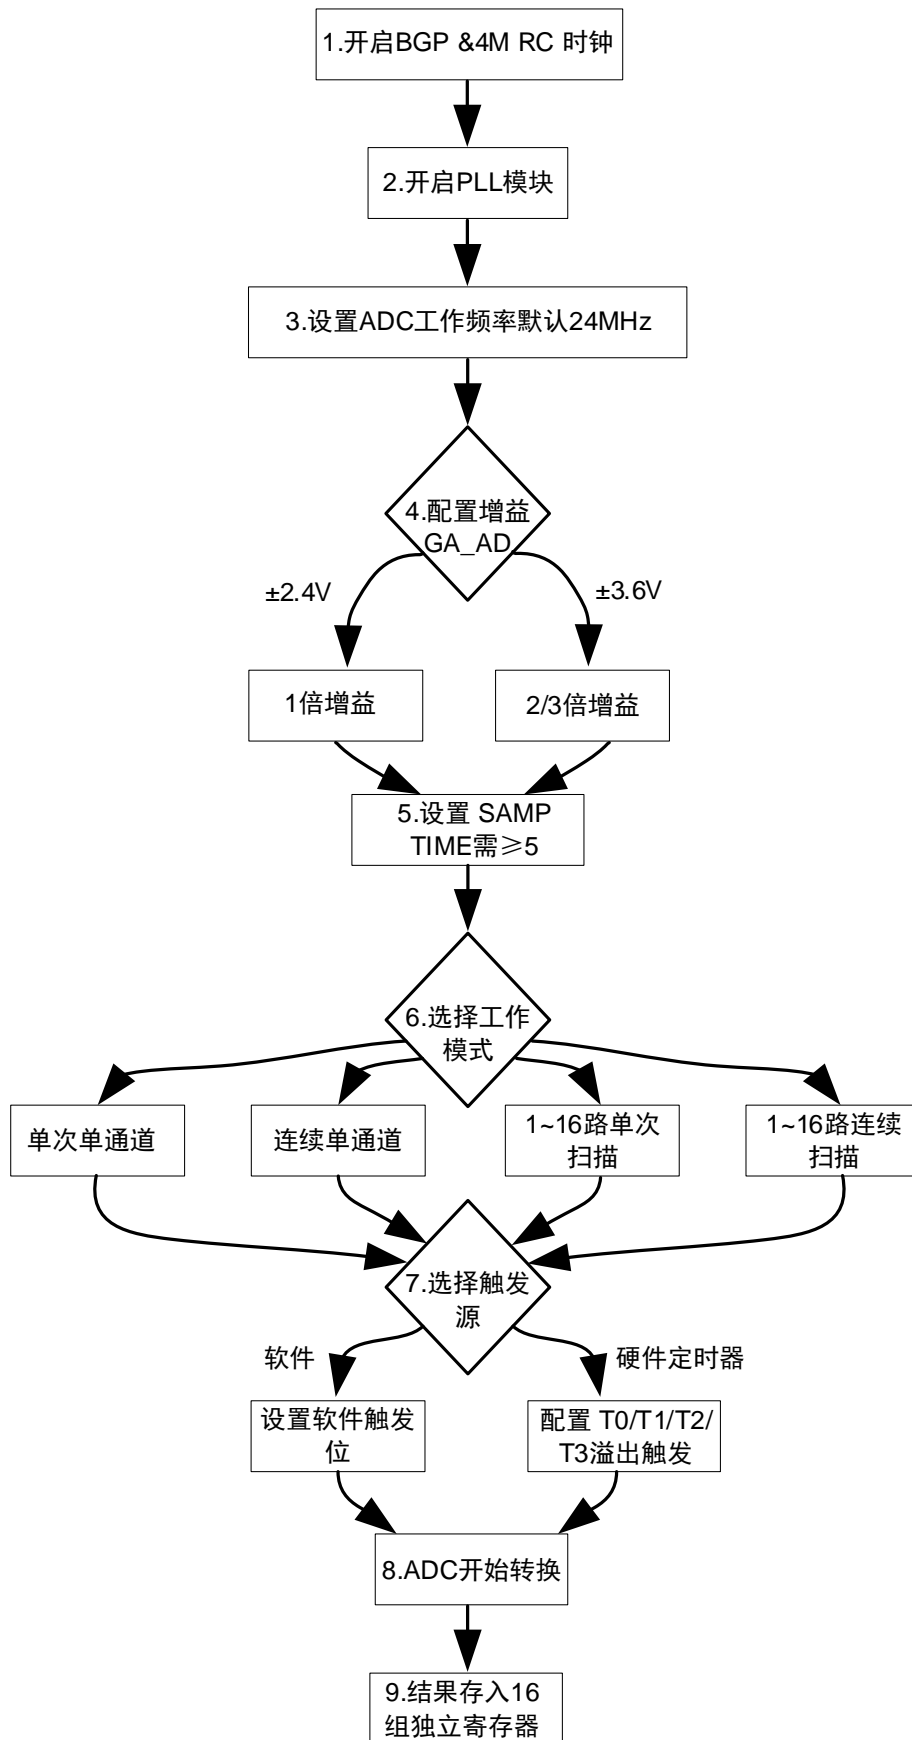 1.开启BGP &4M RC 时钟
2.开启PLL模块
3.设置ADC工作频率默认24MHz
4.配置增益
GA_AD
±2.4V
±3.6V
1倍增益
2/3倍增益
5.设置 SAMP
TIME需≥5
6.选择工作
模式
单次单通道
连续单通道
1~16路单次
扫描
1~16路连续
扫描
7.选择触发
源
软件
硬件定时器
设置软件触发
位
配置 T0/T1/T2/
T3溢出触发
8.ADC开始转换
9.结果存入16
组独立寄存器